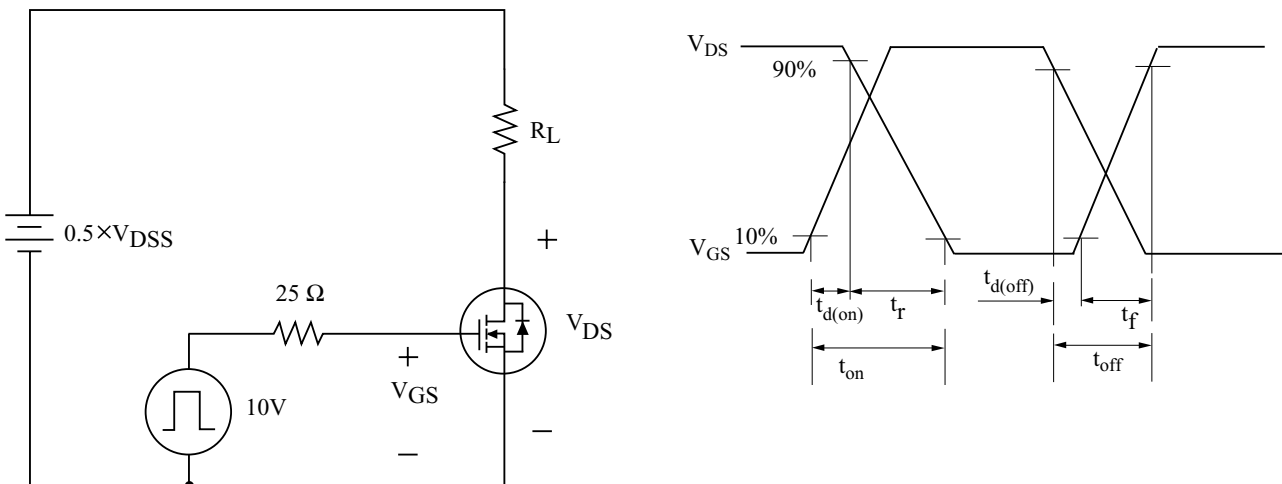 R_L
0.5×V_DSS
+
25 Ω
V_DS
+
V_GS
10V
−
−
V_DS
90%
V_GS
10%
t_d(on)
t_r
t_d(off)
t_f
t_on
t_off